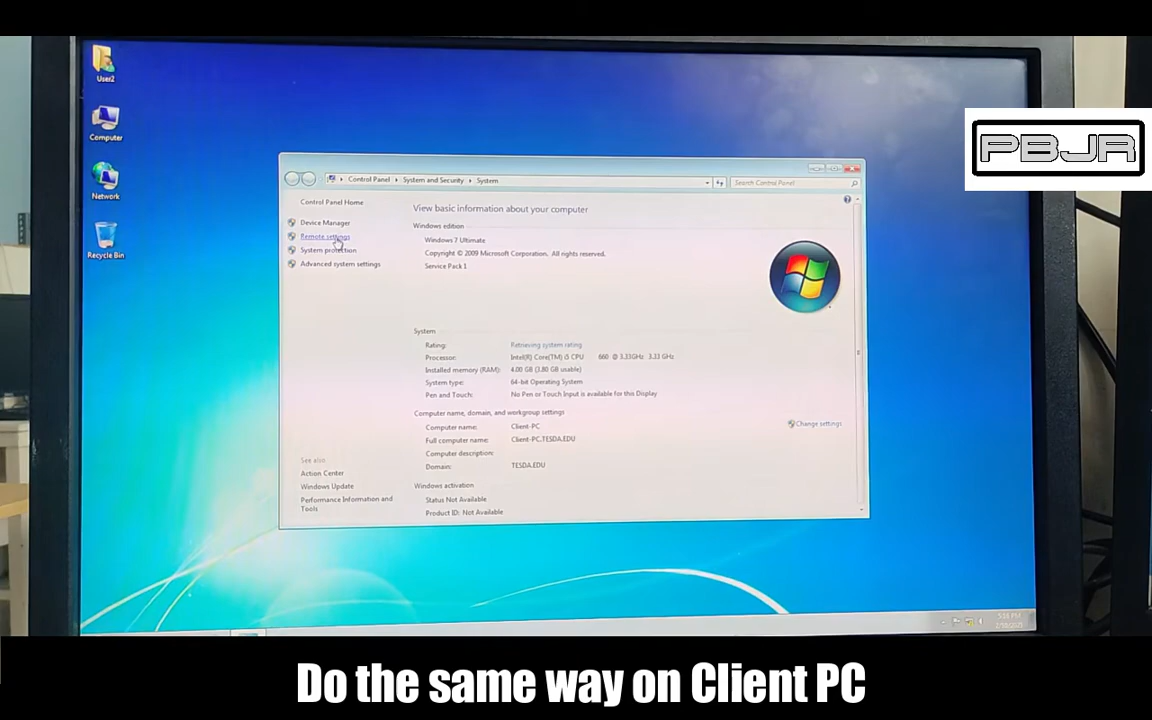 User2
Computer
Network
Recycle Bin
PBJR
Control Panel ▸ System and Security ▸ System
Search Control Panel
Control Panel Home
Device Manager
Remote settings
System protection
Advanced system settings
View basic information about your computer
Windows edition
Windows 7 Ultimate
Copyright © 2009 Microsoft Corporation. All rights reserved.
Service Pack 1
System
Rating: Retrieving system rating
Processor: Intel(R) Core(TM) i3 CPU 660 @ 3.33GHz 3.33 GHz
Installed memory (RAM): 4.00 GB (3.80 GB usable)
System type: 64-bit Operating System
Pen and Touch: No Pen or Touch Input is available for this Display
Computer name, domain, and workgroup settings
Computer name: Client-PC
Change settings
Full computer name: Client-PC.TESDA.EDU
Computer description:
Domain: TESDA.EDU
Windows activation
Status Not Available
Product ID: Not Available
See also
Action Center
Windows Update
Performance Information and
Tools
Do the same way on Client PC